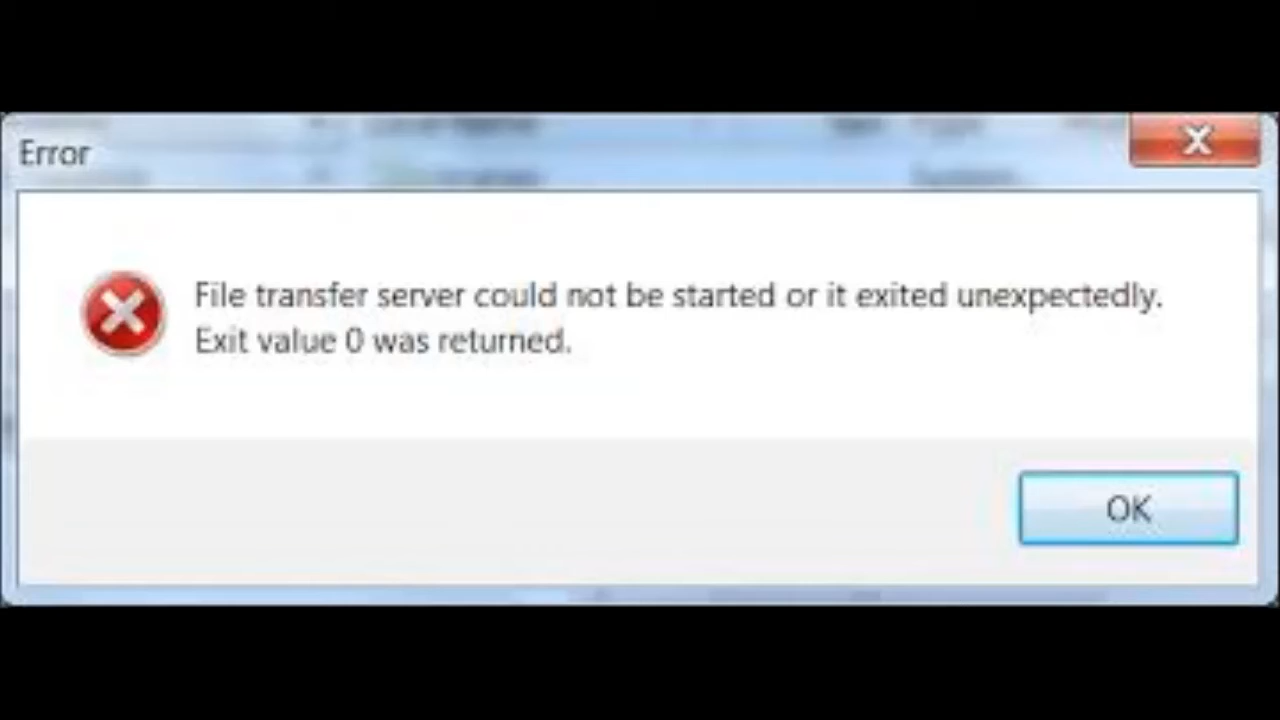 Error
File transfer server could not be started or it exited unexpectedly.
Exit value 0 was returned.
OK